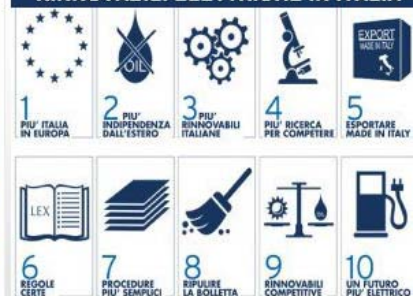 OIL
EXPORT
MADE IN ITALY
1
PIU' ITALIA
IN EUROPA
2 PIU'
INDIPENDENZA
DALL'ESTERO
3 PIU'
RINNOVABILI
ITALIANE
4
PIU' RICERCA
PER COMPETERE
5
ESPORTARE
MADE IN ITALY
LEX
6
REGOLE
CERTE
7
PROCEDURE
PIU' SEMPLICI
8
RIPULIRE
LA BOLLETTA
9
RINNOVABILI
COMPETITIVE
10
UN FUTURO
PIU' ELETTRICO